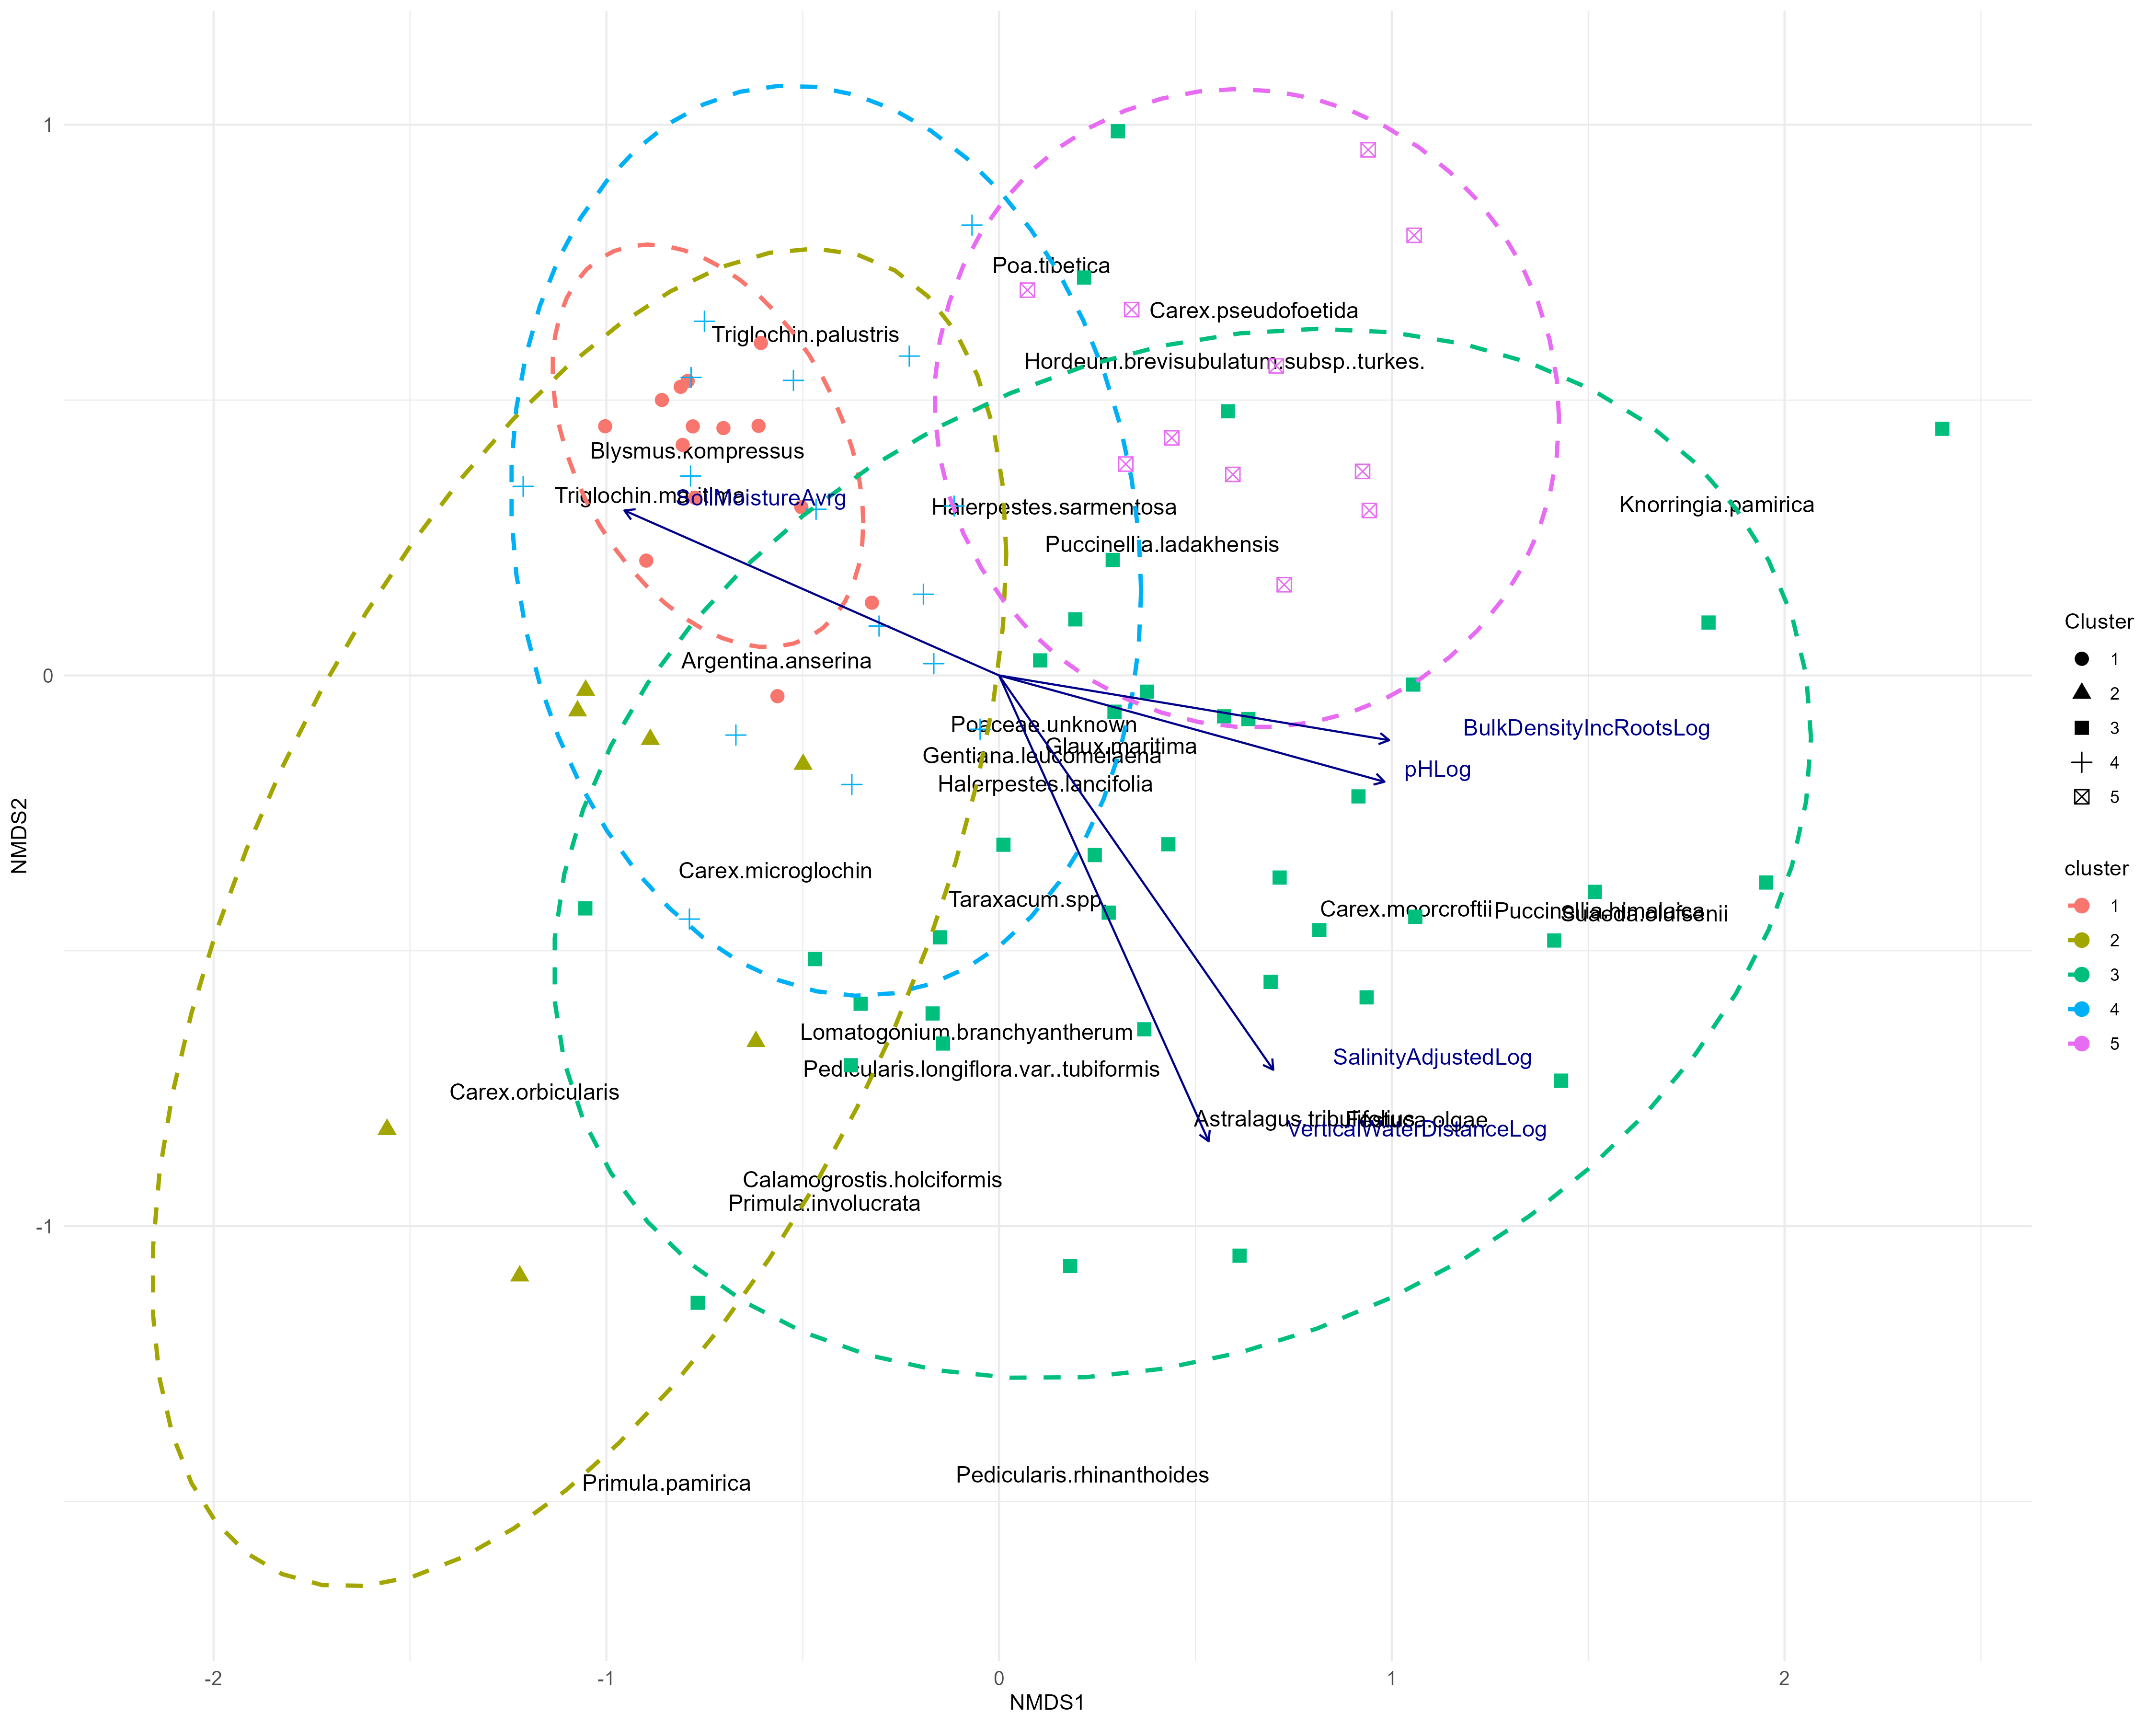 1
Poa.tibetica
Carex.pseudofoetida
Triglochin.palustris
Hordeum.brevisubulatum.subsp..turkes.
Blysmus.kompressus
Triglochin.maritima
SoilMoistureAvrg
Halerpestes.sarmentosa
Knorringia.pamirica
Puccinellia.ladakhensis
Argentina.anserina
0
Poaceae.unknown
BulkDensityIncRootsLog
Glaux.maritima
Gentiana.leucomelaena
pHLog
Halerpestes.lancifolia
Carex.microglochin
Taraxacum.spp.
Carex.moorcroftii
Puccinellia.himalaica
Suaeda.olufsenii
Lomatogonium.branchyantherum
SalinityAdjustedLog
Pedicularis.longiflora.var..tubiformis
Carex.orbicularis
Astralagus.tribulifolius
Festuca.olgae
VerticalWaterDistanceLog
Calamogrostis.holciformis
Primula.involucrata
-1
Pedicularis.rhinanthoides
Primula.pamirica
-2
-1
0
1
2
NMDS1
NMDS2
Cluster
1
2
3
4
5
cluster
1
2
3
4
5